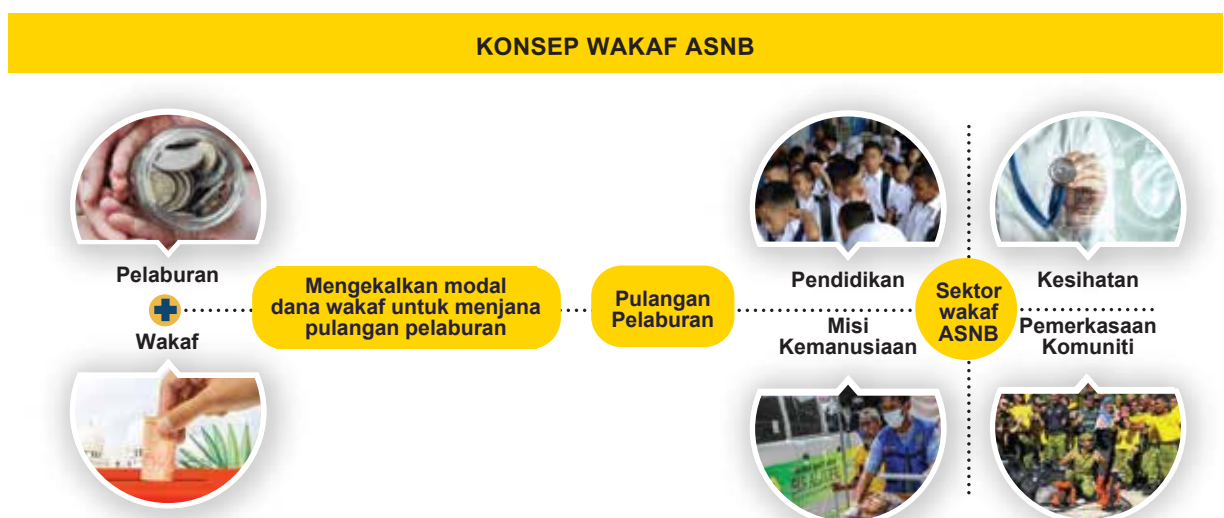 KONSEP WAKAF ASNB
Pelaburan
Wakaf
Mengekalkan modal
dana wakaf untuk menjana
pulangan pelaburan
Pulangan
Pelaburan
Pendidikan
Misi
Kemanusiaan
Sektor
wakaf
ASNB
Kesihatan
Pemerkasaan
Komuniti